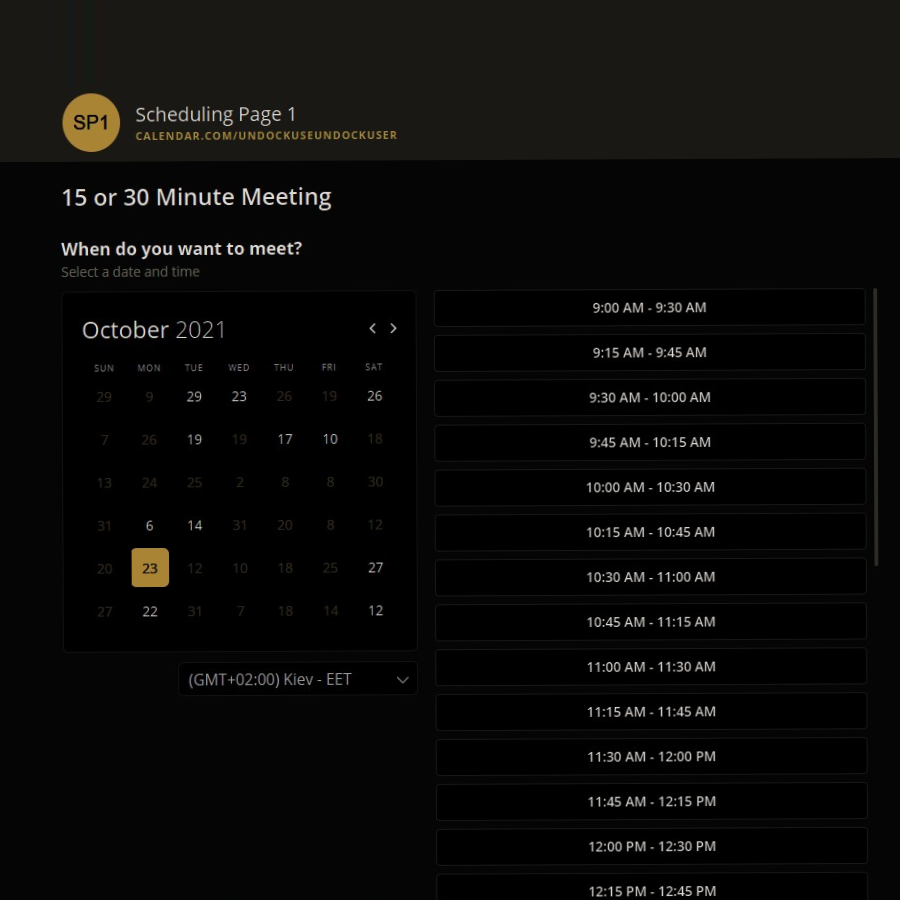 SP1
Scheduling Page 1
CALENDAR.COM/UNDOCKUSEUNDOCKUSER
15 or 30 Minute Meeting
When do you want to meet?
Select a date and time
October 2021
SUN MON TUE WED THU FRI SAT
29 9 29 23 26 19 26
7 26 19 19 17 10 18
13 24 25 2 8 8 30
31 6 14 31 20 8 12
20 23 12 10 18 25 27
27 22 31 7 18 14 12
(GMT+02:00) Kiev - EET
9:00 AM - 9:30 AM
9:15 AM - 9:45 AM
9:30 AM - 10:00 AM
9:45 AM - 10:15 AM
10:00 AM - 10:30 AM
10:15 AM - 10:45 AM
10:30 AM - 11:00 AM
10:45 AM - 11:15 AM
11:00 AM - 11:30 AM
11:15 AM - 11:45 AM
11:30 AM - 12:00 PM
11:45 AM - 12:15 PM
12:00 PM - 12:30 PM
12:15 PM - 12:45 PM